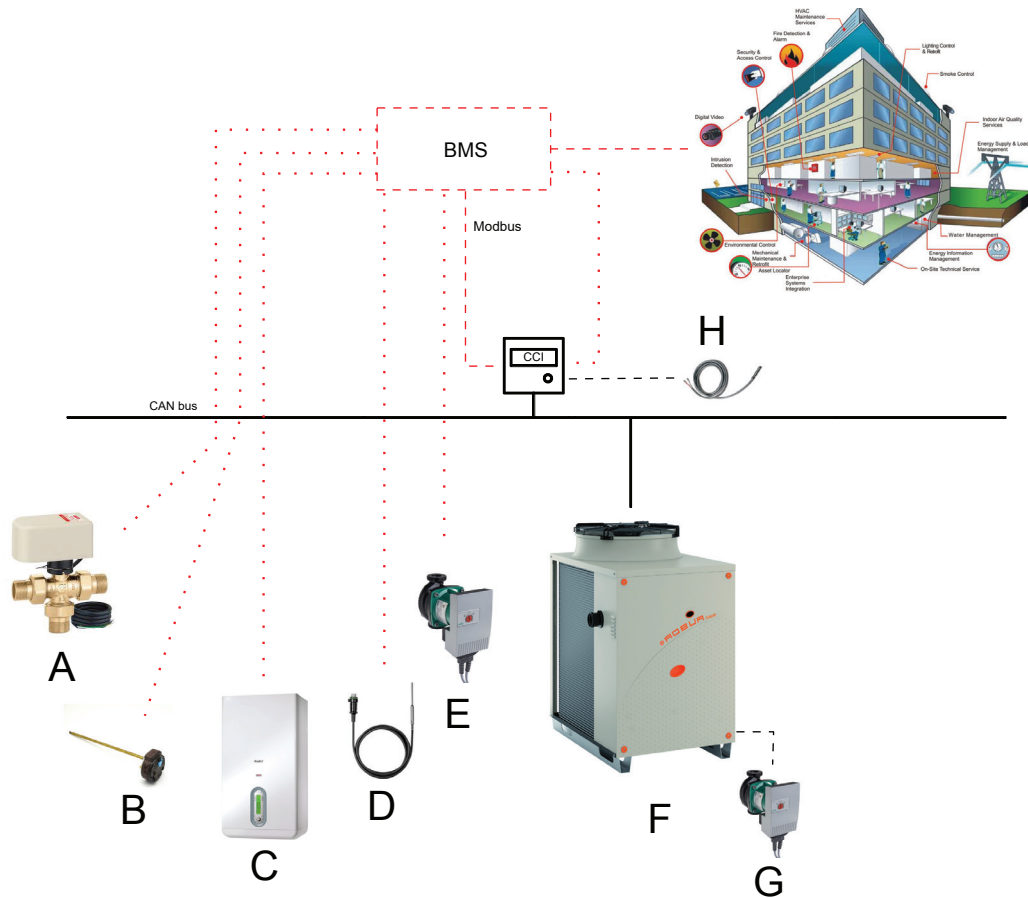 HVAC
Maintenance
Services
Fire Detection &
Alarm
Lighting Control
& Retrofit
Security &
Access Control
Smoke Control
Digital Video
Indoor Air Quality
Services
Energy Supply & Load
Management
Intrusion
Detection
BMS
Modbus
Water Management
Environmental Control
Mechanical
Maintenance &
Retrofit
Energy Information
Management
Asset Locator
On-Site Technical Service
Enterprise
Systems
Integration
H
CCI
CAN bus
ROBUR
A
B
C
D
E
F
G